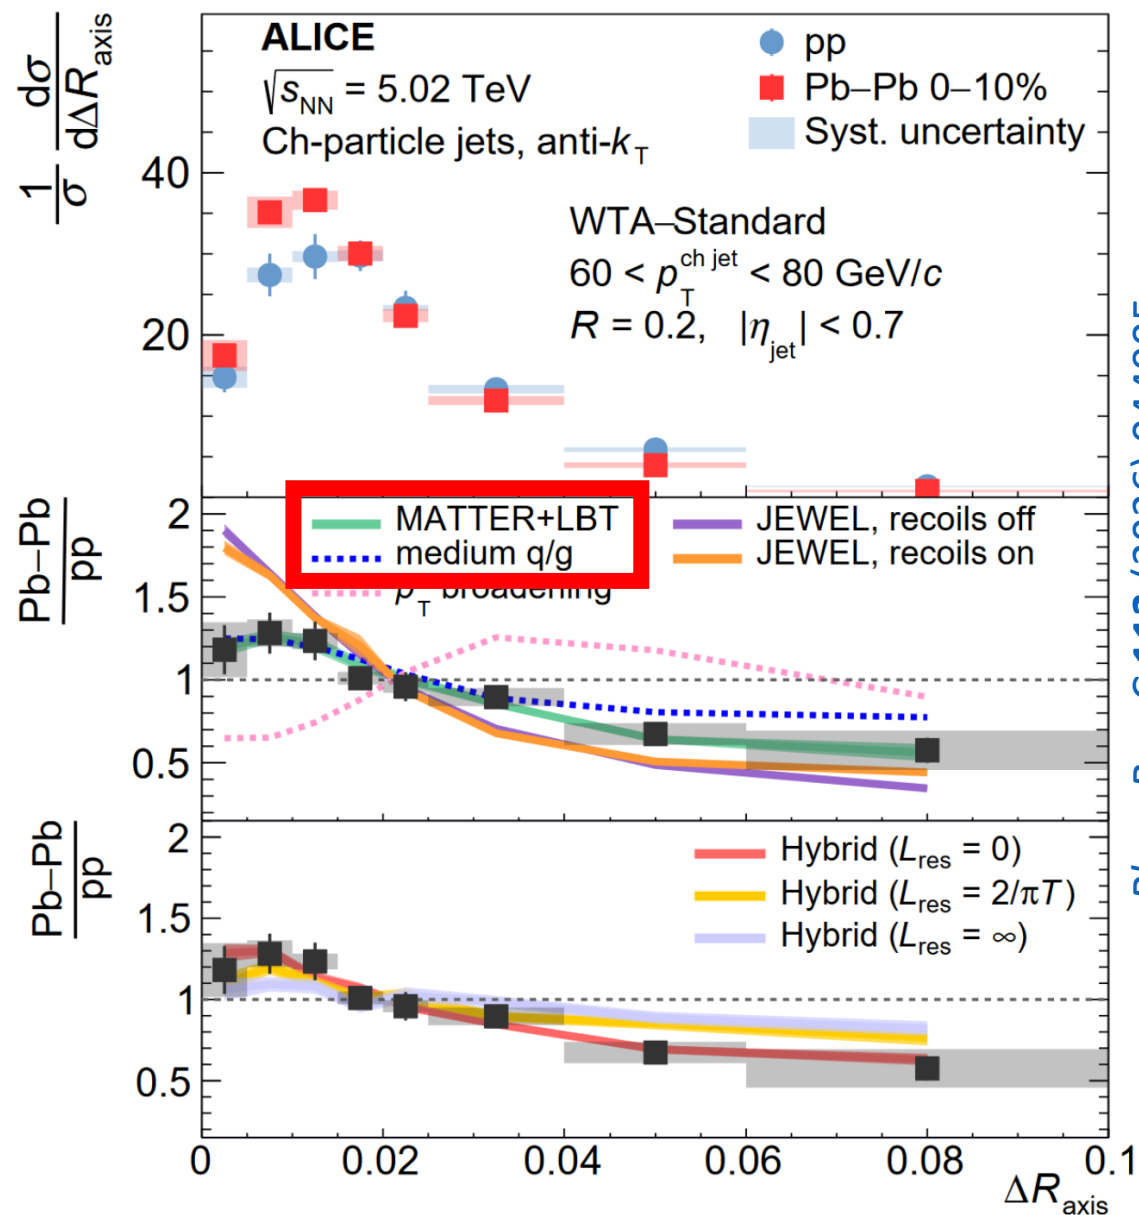 ALICE
√sNN = 5.02 TeV
Ch-particle jets, anti-kT
pp
Pb–Pb 0–10%
Syst. uncertainty
WTA–Standard
60 < pT^ch jet < 80 GeV/c
R = 0.2, |ηjet| < 0.7
1/σ dσ/dΔRaxis
40
20
Pb–Pb
pp
2
1.5
1
0.5
MATTER+LBT
medium q/g
pT broadening
JEWEL, recoils off
JEWEL, recoils on
Pb–Pb
pp
2
1.5
1
0.5
Hybrid (Lres = 0)
Hybrid (Lres = 2/πT)
Hybrid (Lres = ∞)
0 0.02 0.04 0.06 0.08 0.1
ΔRaxis